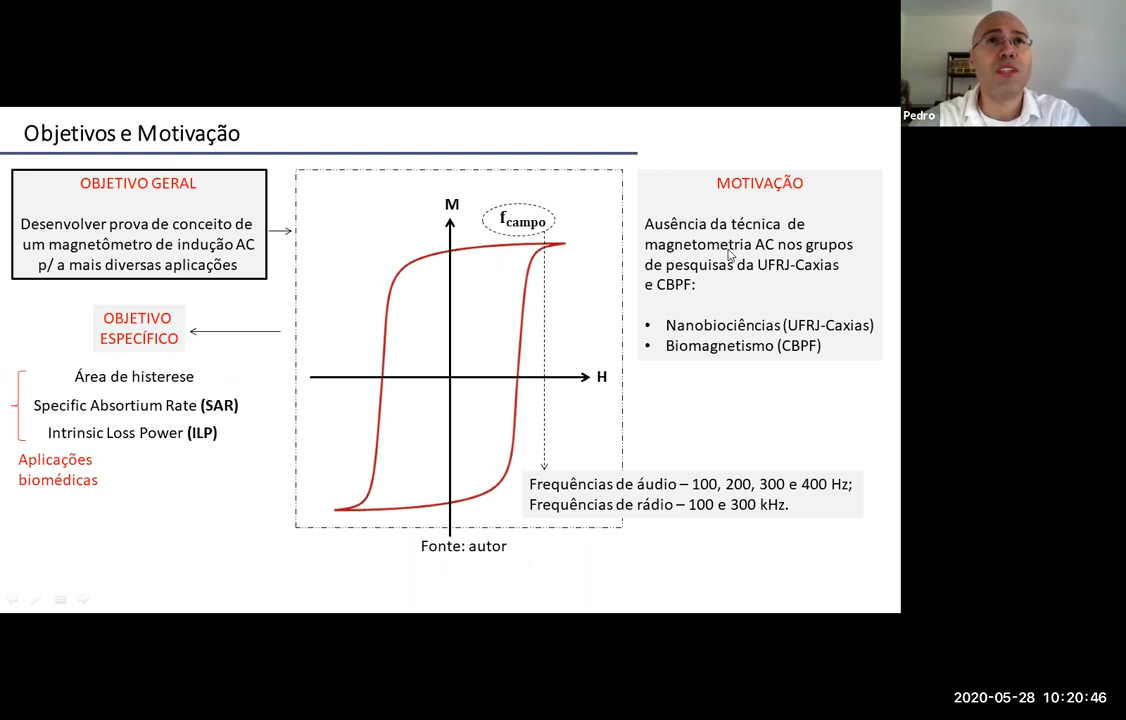 Pedro
Objetivos e Motivação
OBJETIVO GERAL
Desenvolver prova de conceito de
um magnetômetro de indução AC
p/ a mais diversas aplicações
OBJETIVO
ESPECÍFICO
Área de histerese
Specific Absortium Rate (SAR)
Intrinsic Loss Power (ILP)
Aplicações
biomédicas
M
f campo
H
Fonte: autor
MOTIVAÇÃO
Ausência da técnica de
magnetometria AC nos grupos
de pesquisas da UFRJ-Caxias
e CBPF:
• Nanobiociências (UFRJ-Caxias)
• Biomagnetismo (CBPF)
Frequências de áudio – 100, 200, 300 e 400 Hz;
Frequências de rádio – 100 e 300 kHz.
2020-05-28 10:20:46